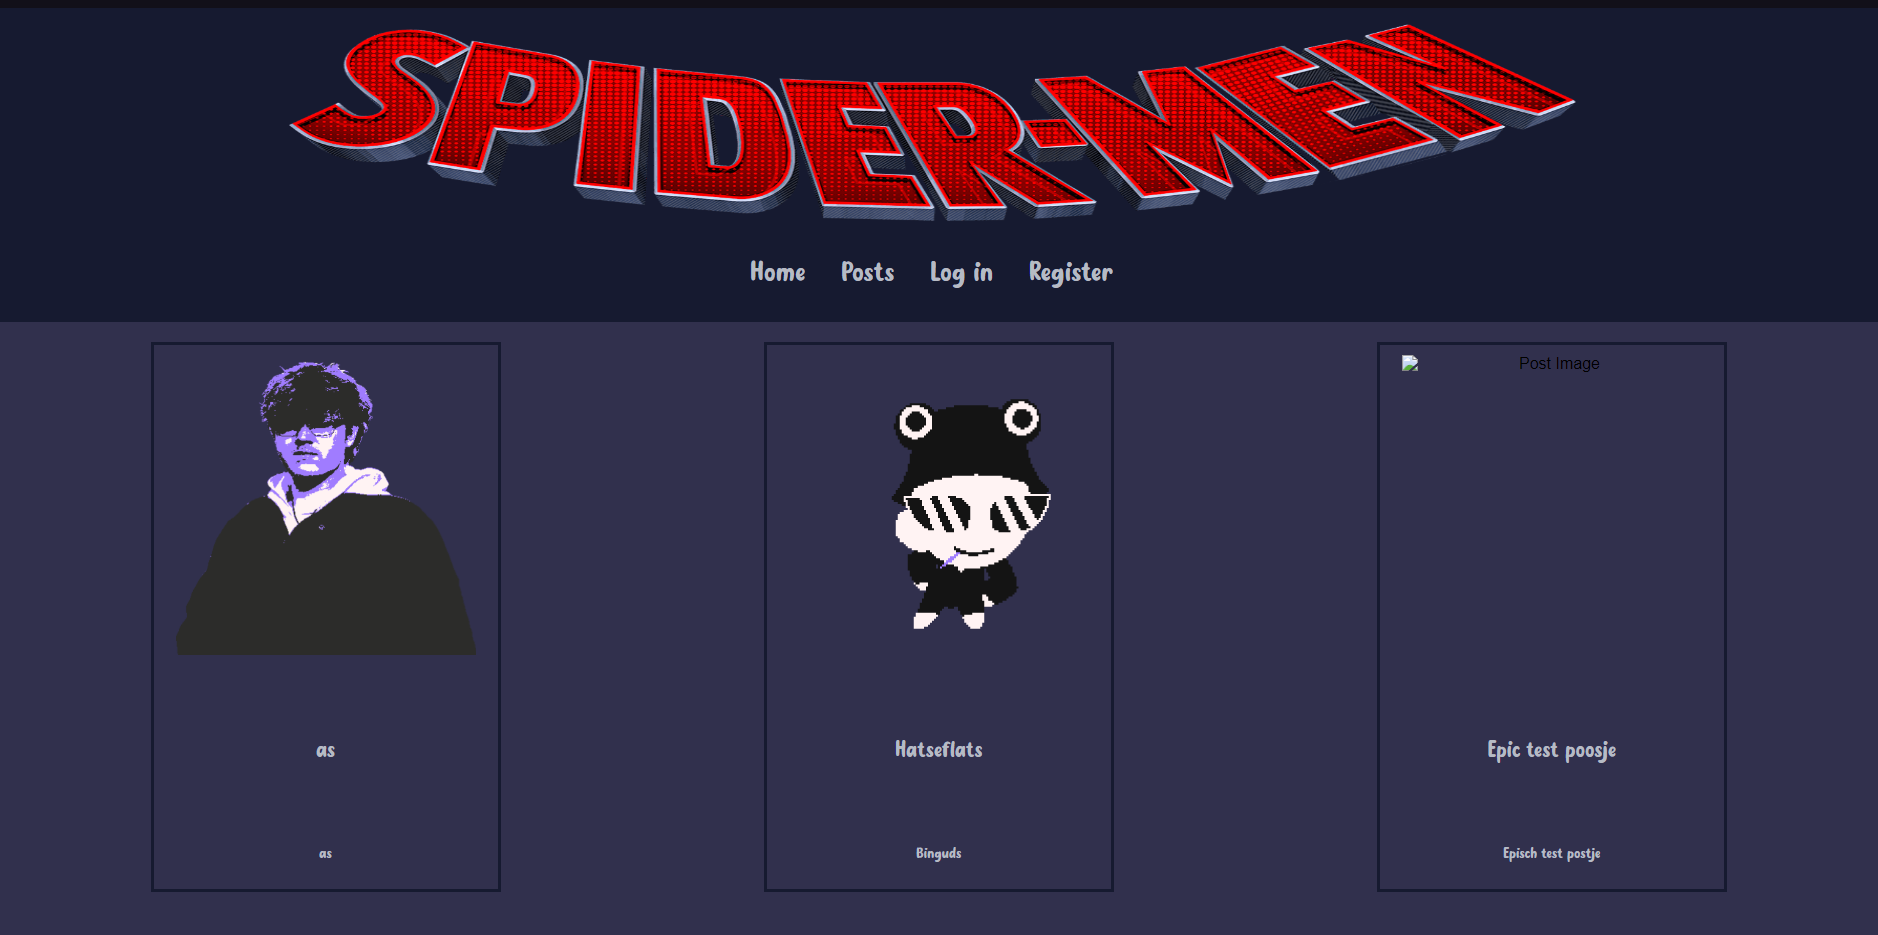 SPIDER-MEN
Home Posts Log in Register
Post Image
as
Hatseflats
Epic test poosje
as
Binguds
Episch test postje